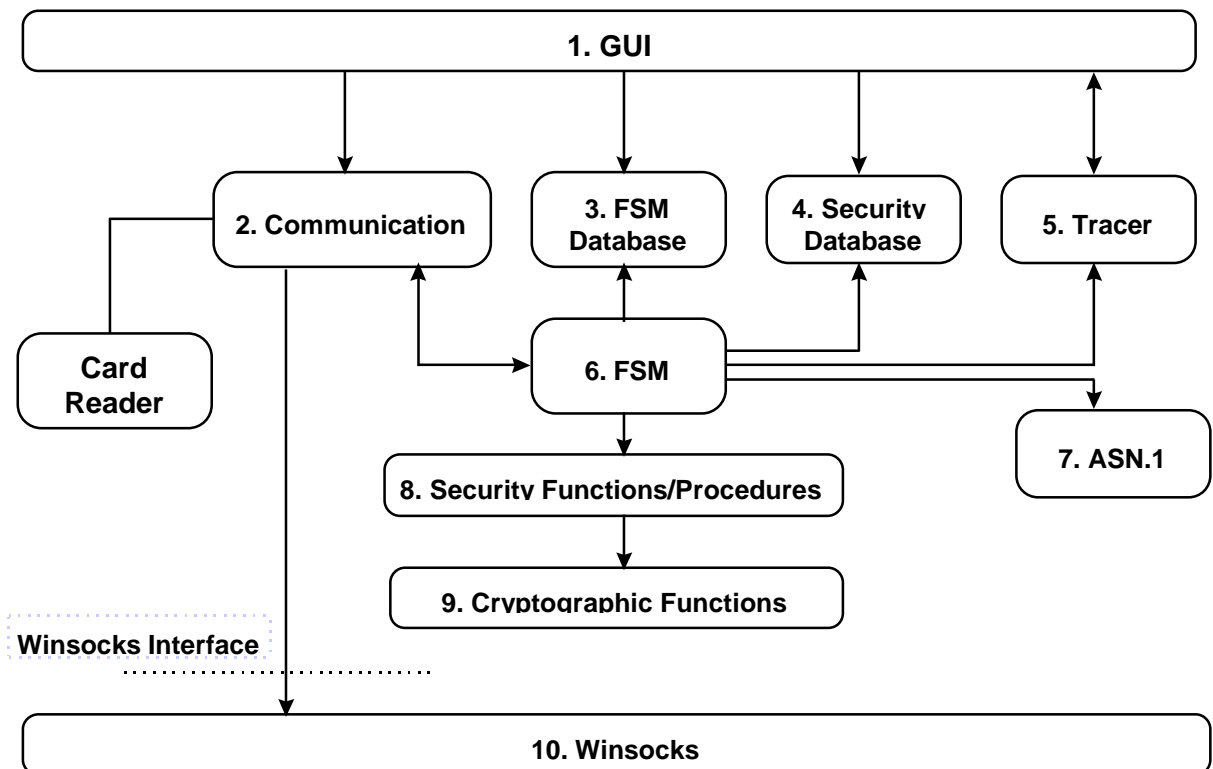 1. GUI
2. Communication
3. FSM
Database
4. Security
Database
5. Tracer
Card
Reader
6. FSM
7. ASN.1
8. Security Functions/Procedures
9. Cryptographic Functions
Winsocks Interface
10. Winsocks